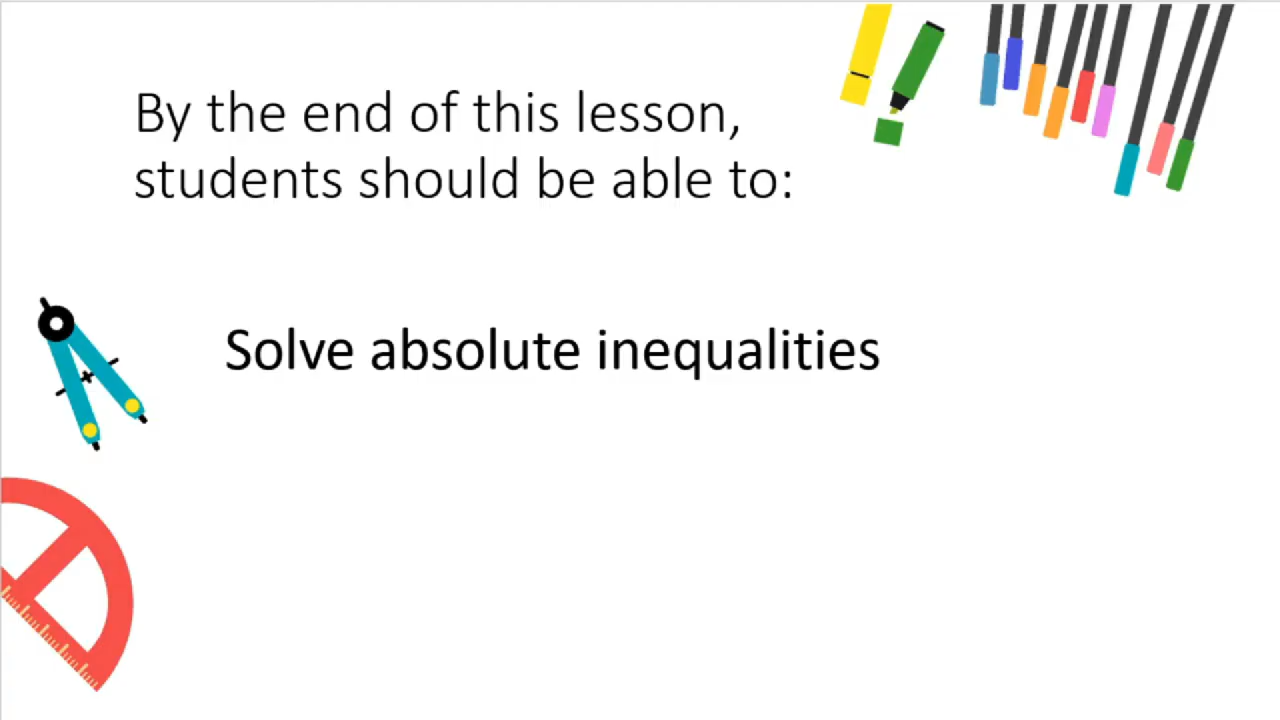 By the end of this lesson,
students should be able to:
Solve absolute inequalities